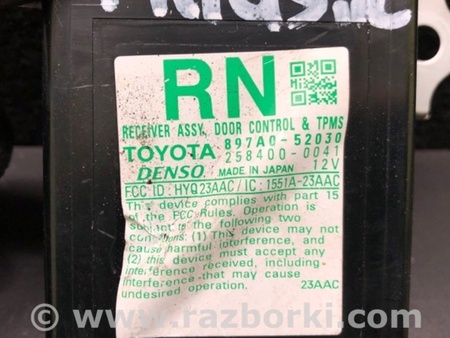 RN
RECEIVER ASSY, DOOR CONTROL & TPMS
TOYOTA 897A0-52030
DENSO 258400-0041
MADE IN JAPAN 12V
FCC ID : HYQ23AAC / IC : 1551A-23AAC
This device complies with part 15
of the FCC Rules. Operation is
subject to the following two
conditions: (1) This device may not
cause harmful interference, and
(2) this device must accept any
interference received, including
interference that may cause
undesired operation. 23AAC
© www.razborki.com